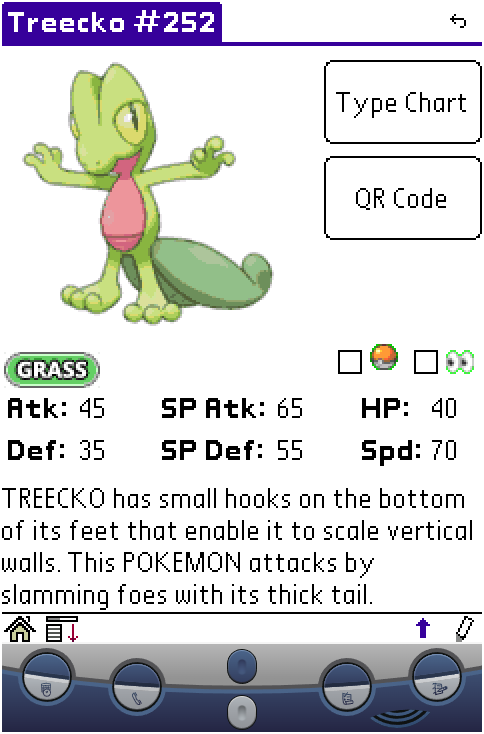 Treecko #252
Type Chart
QR Code
GRASS
Atk: 45 SP Atk: 65 HP: 40
Def: 35 SP Def: 55 Spd: 70
TREECKO has small hooks on the bottom
of its feet that enable it to scale vertical
walls. This POKEMON attacks by
slamming foes with its thick tail.